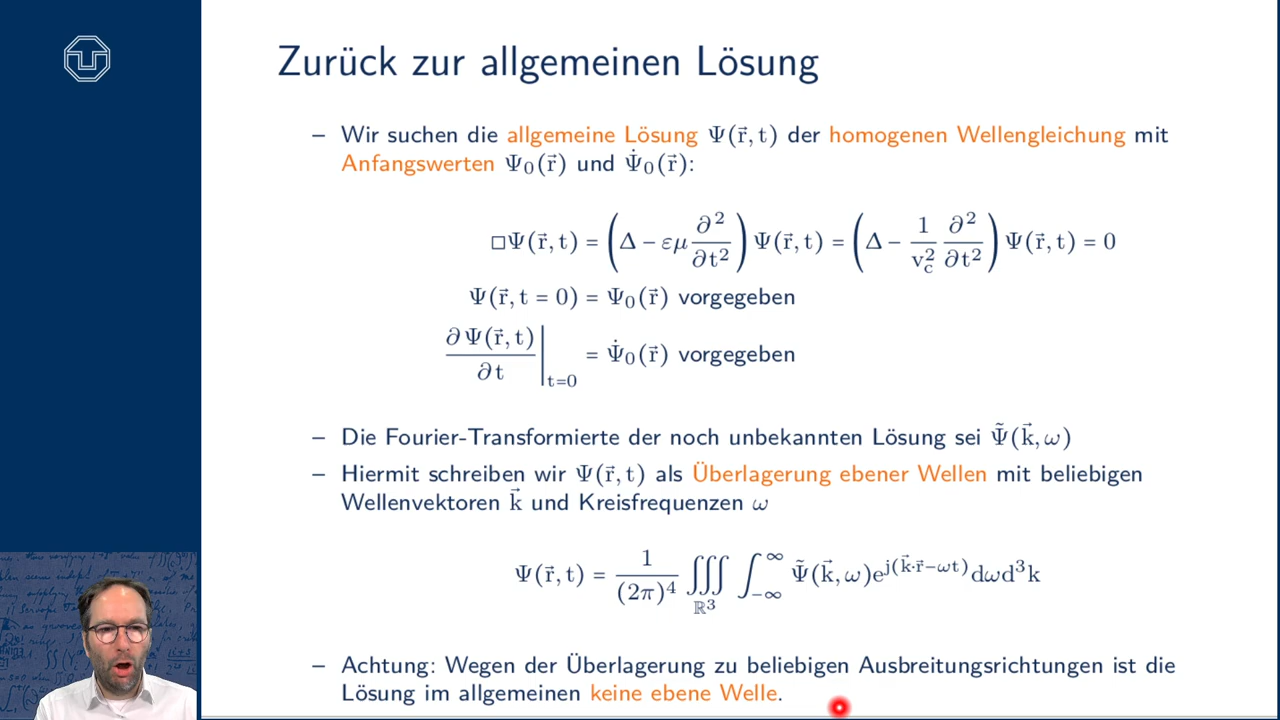 Zurück zur allgemeinen Lösung
– Wir suchen die allgemeine Lösung Ψ(r⃗, t) der homogenen Wellengleichung mit
Anfangswerten Ψ₀(r⃗) und Ψ̇₀(r⃗):
□Ψ(r⃗, t) = (Δ − εμ ∂²/∂t²) Ψ(r⃗, t) = (Δ − 1/v_c² ∂²/∂t²) Ψ(r⃗, t) = 0
Ψ(r⃗, t = 0) = Ψ₀(r⃗) vorgegeben
∂Ψ(r⃗, t)/∂t |_{t=0} = Ψ̇₀(r⃗) vorgegeben
– Die Fourier-Transformierte der noch unbekannten Lösung sei Ψ̃(k⃗, ω)
– Hiermit schreiben wir Ψ(r⃗, t) als Überlagerung ebener Wellen mit beliebigen
Wellenvektoren k⃗ und Kreisfrequenzen ω
Ψ(r⃗, t) = 1/(2π)⁴ ∭_{ℝ³} ∫_{−∞}^{∞} Ψ̃(k⃗, ω)e^{j(k⃗·r⃗−ωt)}dωd³k
– Achtung: Wegen der Überlagerung zu beliebigen Ausbreitungsrichtungen ist die
Lösung im allgemeinen keine ebene Welle.